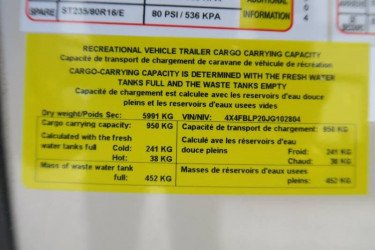 ADDITIONAL
SPARE ST235/80R16/E 80 PSI / 536 KPA INFORMATION
RECREATIONAL VEHICLE TRAILER CARGO CARRYING CAPACITY
Capacité de transport de chargement de caravane de véhicule de récréation
CARGO-CARRYING CAPACITY IS DETERMINED WITH THE FRESH WATER
TANKS FULL AND THE WASTE TANKS EMPTY
Capacité est calculee avec les reservoirs d'eau douce
pleins et les reservoirs d'eaux usees vides
Dry weight/Poids Sec: 5991 KG VIN/NIV: 4X4FBLP20JG102804
Cargo carrying capacity: 950 KG Capacité de transport de chargement: 950 KG
Calculated with the fresh Calculé ave les réservoirs d'eau
water tanks full Cold: 241 KG douce pleins Froid: 241 KG
Hot: 38 KG Chaud: 38 KG
Mass of waste water tank Masses de réservoirs d'eaux usees
full: 452 KG pleins: 452 KG